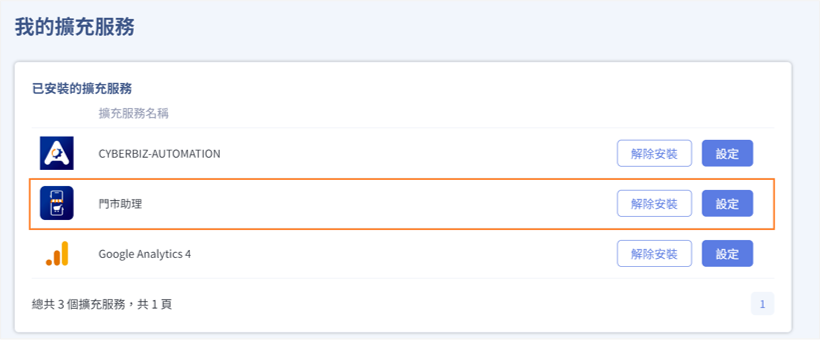 我的擴充服務
已安裝的擴充服務
擴充服務名稱
CYBERBIZ-AUTOMATION 解除安裝 設定
門市助理 解除安裝 設定
Google Analytics 4 解除安裝 設定
總共 3 個擴充服務，共 1 頁 1